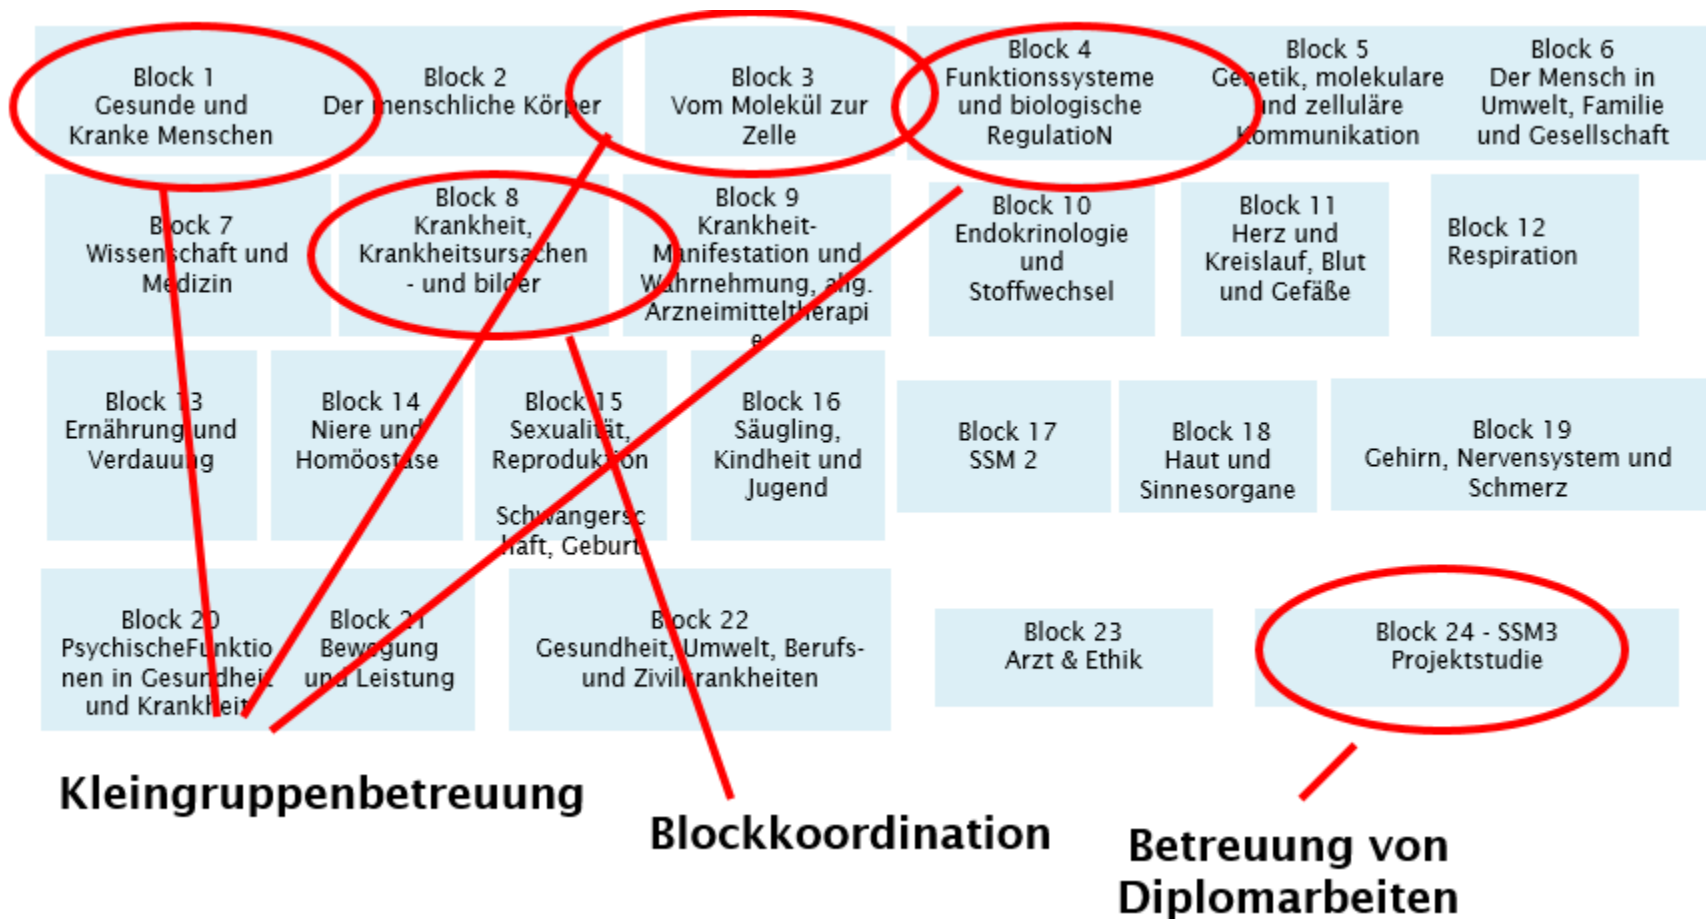 Block 1
Gesunde und
Kranke Menschen
Block 2
Der menschliche Körper
Block 3
Vom Molekül zur
Zelle
Block 4
Funktionssysteme
und biologische
RegulatioN
Block 5
Genetik, molekulare
und zelluläre
Kommunikation
Block 6
Der Mensch in
Umwelt, Familie
und Gesellschaft
Block 7
Wissenschaft und
Medizin
Block 8
Krankheit,
Krankheitsursachen
- und bilder
Block 9
Krankheit-
Manifestation und
Wahrnehmung, allg.
Arzneimitteltherapi
e
Block 10
Endokrinologie
und
Stoffwechsel
Block 11
Herz und
Kreislauf, Blut
und Gefäße
Block 12
Respiration
Block 13
Ernährung und
Verdauung
Block 14
Niere und
Homöostase
Block 15
Sexualität,
Reproduktion
Schwangersc
haft, Geburt
Block 16
Säugling,
Kindheit und
Jugend
Block 17
SSM 2
Block 18
Haut und
Sinnesorgane
Block 19
Gehirn, Nervensystem und
Schmerz
Block 20
PsychischeFunktio
nen in Gesundheit
und Krankheit
Block 21
Bewegung
und Leistung
Block 22
Gesundheit, Umwelt, Berufs-
und Zivilkrankheiten
Block 23
Arzt & Ethik
Block 24 - SSM3
Projektstudie
Kleingruppenbetreuung
Blockkoordination
Betreuung von
Diplomarbeiten